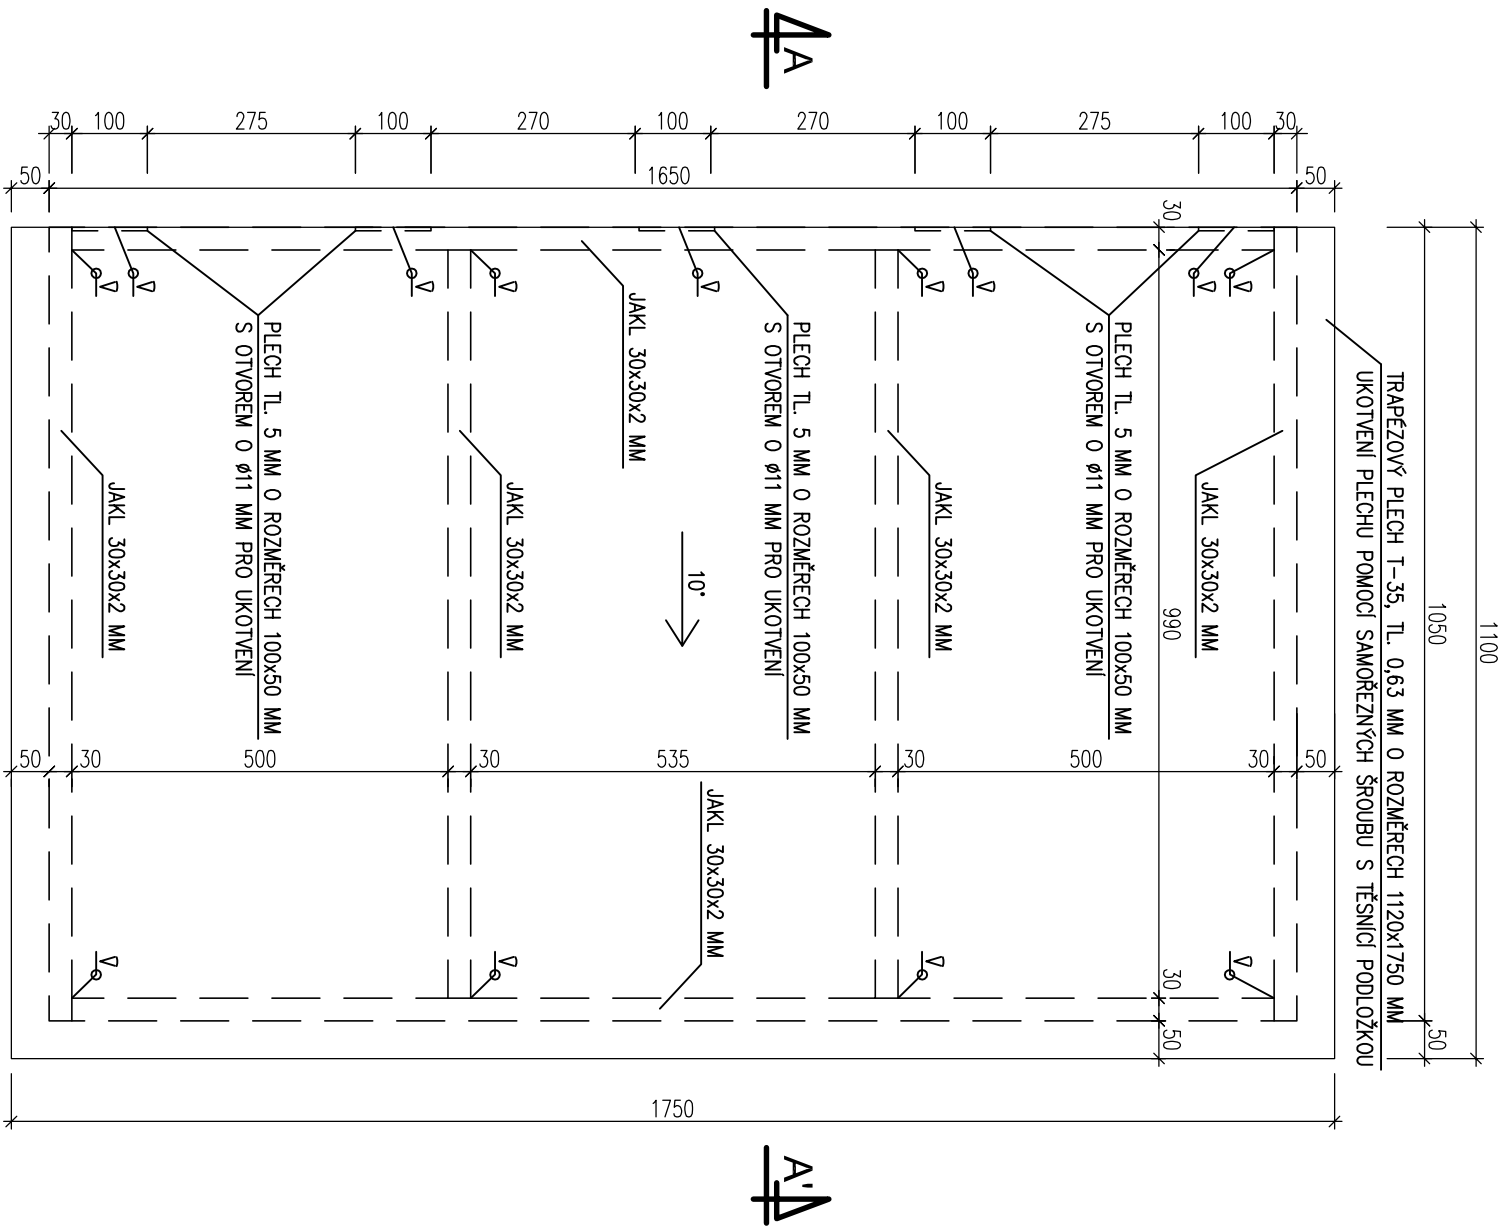 A
30
100
275
100
270
100
270
100
275
100
30
50
1650
50
30
TRAPÉZOVÝ PLECH T-35, TL. 0,63 MM O ROZMĚRECH 1120x1750 MM
UKOTVENÍ PLECHU POMOCÍ SAMOŘEZNÝCH ŠROUBU S TĚSNÍCÍ PODLOŽKOU
1100
1050
50
PLECH TL. 5 MM O ROZMĚRECH 100x50 MM
S OTVOREM O ø11 MM PRO UKOTVENÍ
JAKL 30x30x2 MM
PLECH TL. 5 MM O ROZMĚRECH 100x50 MM
S OTVOREM O ø11 MM PRO UKOTVENÍ
PLECH TL. 5 MM O ROZMĚRECH 100x50 MM
S OTVOREM O ø11 MM PRO UKOTVENÍ
JAKL 30x30x2 MM
JAKL 30x30x2 MM
JAKL 30x30x2 MM
JAKL 30x30x2 MM
10°
990
50
30
500
30
535
30
500
30
50
JAKL 30x30x2 MM
30
50
1750
A'